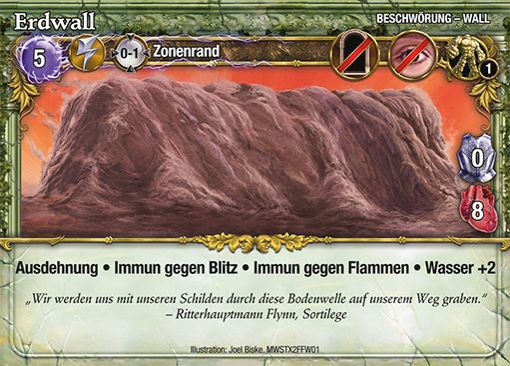 Erdwall
BESCHWÖRUNG – WALL
5
0-1
Zonenrand
1
0
8
Ausdehnung • Immun gegen Blitz • Immun gegen Flammen • Wasser +2
„Wir werden uns mit unseren Schilden durch diese Bodenwelle auf unserem Weg graben.“
– Ritterhauptmann Flynn, Sortilege
Illustration: Joel Biske. MWSTX2FFW01